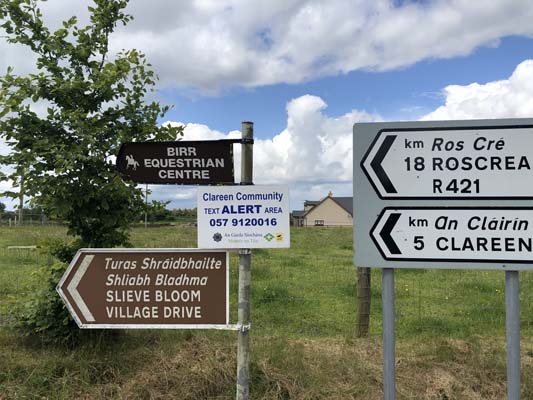 BIRR
EQUESTRIAN
CENTRE
Clareen Community
TEXT ALERT AREA
057 9120016
An Garda Síochána
Turas Shráidbhailte
Shliabh Bladhma
SLIEVE BLOOM
VILLAGE DRIVE
km Ros Cré
18 ROSCREA
R421
km An Cláirín
5 CLAREEN